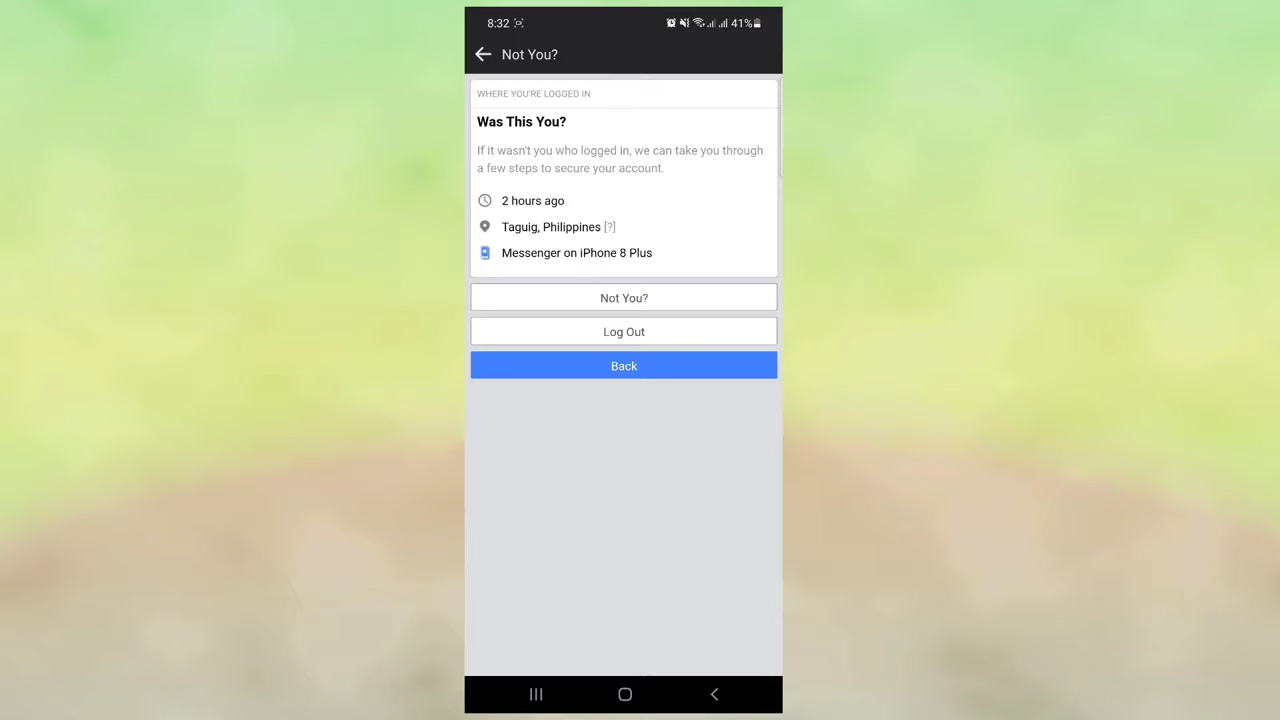 8:32 41%
Not You?
WHERE YOU'RE LOGGED IN
Was This You?
If it wasn't you who logged in, we can take you through
a few steps to secure your account.
2 hours ago
Taguig, Philippines [?]
Messenger on iPhone 8 Plus
Not You?
Log Out
Back